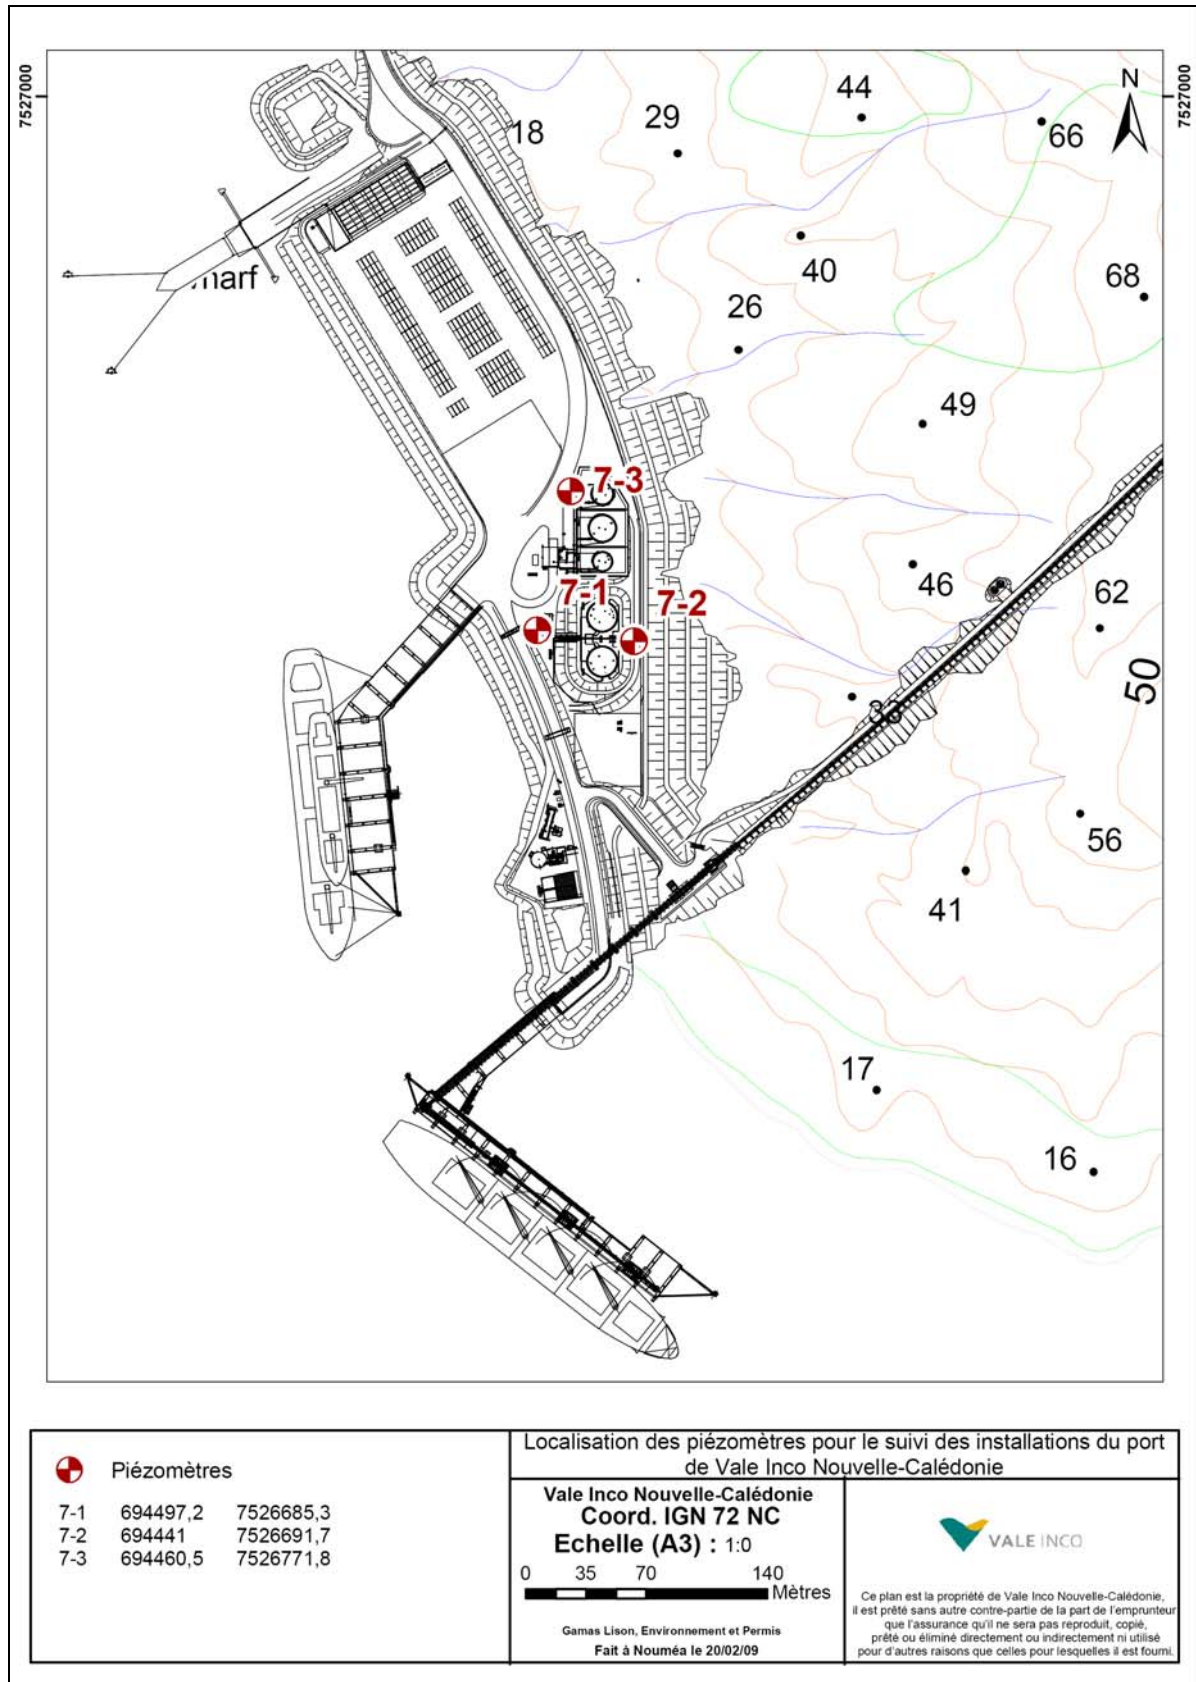 7527000
7527000
N
44
29
18
66
40
68
26
49
7-3
46
7-1
7-2
62
50
56
41
17
16
Piézomètres
7-1 694497,2 7526685,3
7-2 694441 7526691,7
7-3 694460,5 7526771,8
Localisation des piézomètres pour le suivi des installations du port
de Vale Inco Nouvelle-Calédonie
Vale Inco Nouvelle-Calédonie
Coord. IGN 72 NC
Echelle (A3) : 1:0
0 35 70 140
Mètres
Gamas Lison, Environnement et Permis
Fait à Nouméa le 20/02/09
VALE INCO
Ce plan est la propriété de Vale Inco Nouvelle-Calédonie,
il est prêté sans autre contre-partie de la part de l'emprunteur
que l'assurance qu'il ne sera pas reproduit, copié,
prêté ou éliminé directement ou indirectement ni utilisé
pour d'autres raisons que celles pour lesquelles il est fourni.